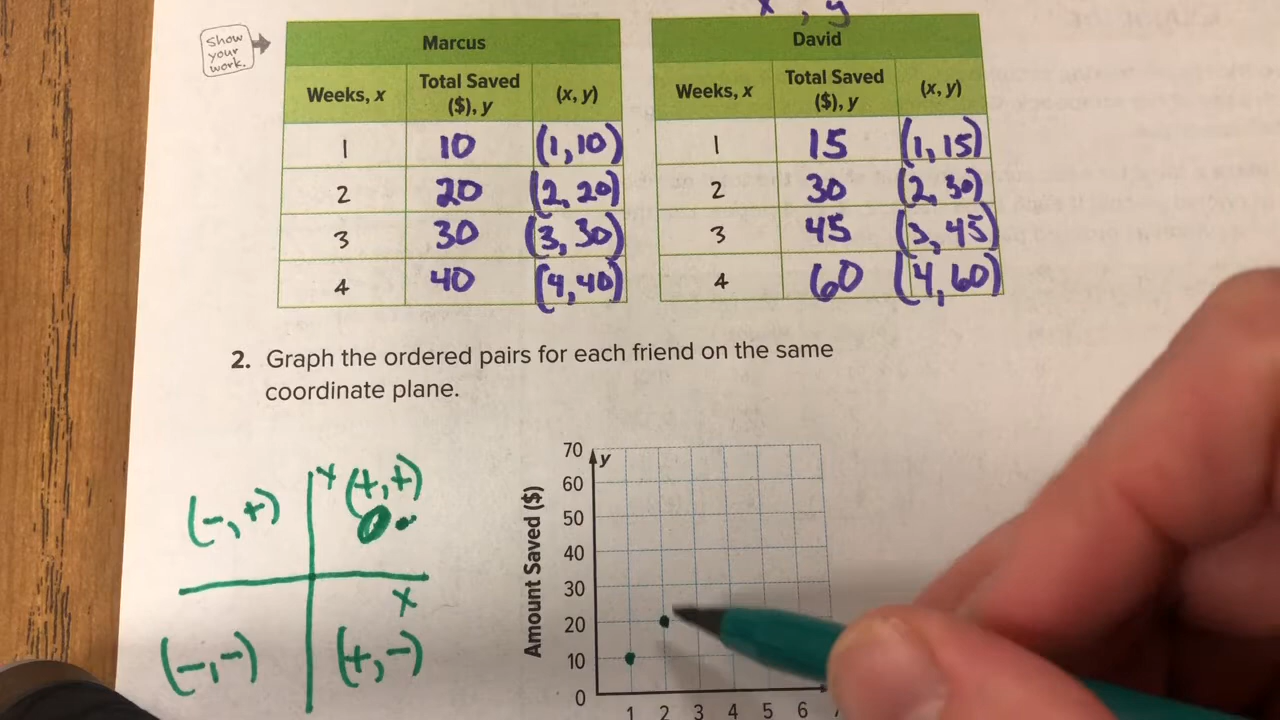 x , y
Show
your
work.
Marcus
Weeks, x Total Saved ($), y (x, y)
1 10 (1,10)
2 20 (2,20)
3 30 (3,30)
4 40 (4,40)
David
Weeks, x Total Saved ($), y (x, y)
1 15 (1,15)
2 30 (2,30)
3 45 (3,45)
4 60 (4,60)
2. Graph the ordered pairs for each friend on the same
coordinate plane.
(-,+) (+,+)
x
(-,-) (+,-)
Amount Saved ($)
y
70
60
50
40
30
20
10
0
1 2 3 4 5 6 7